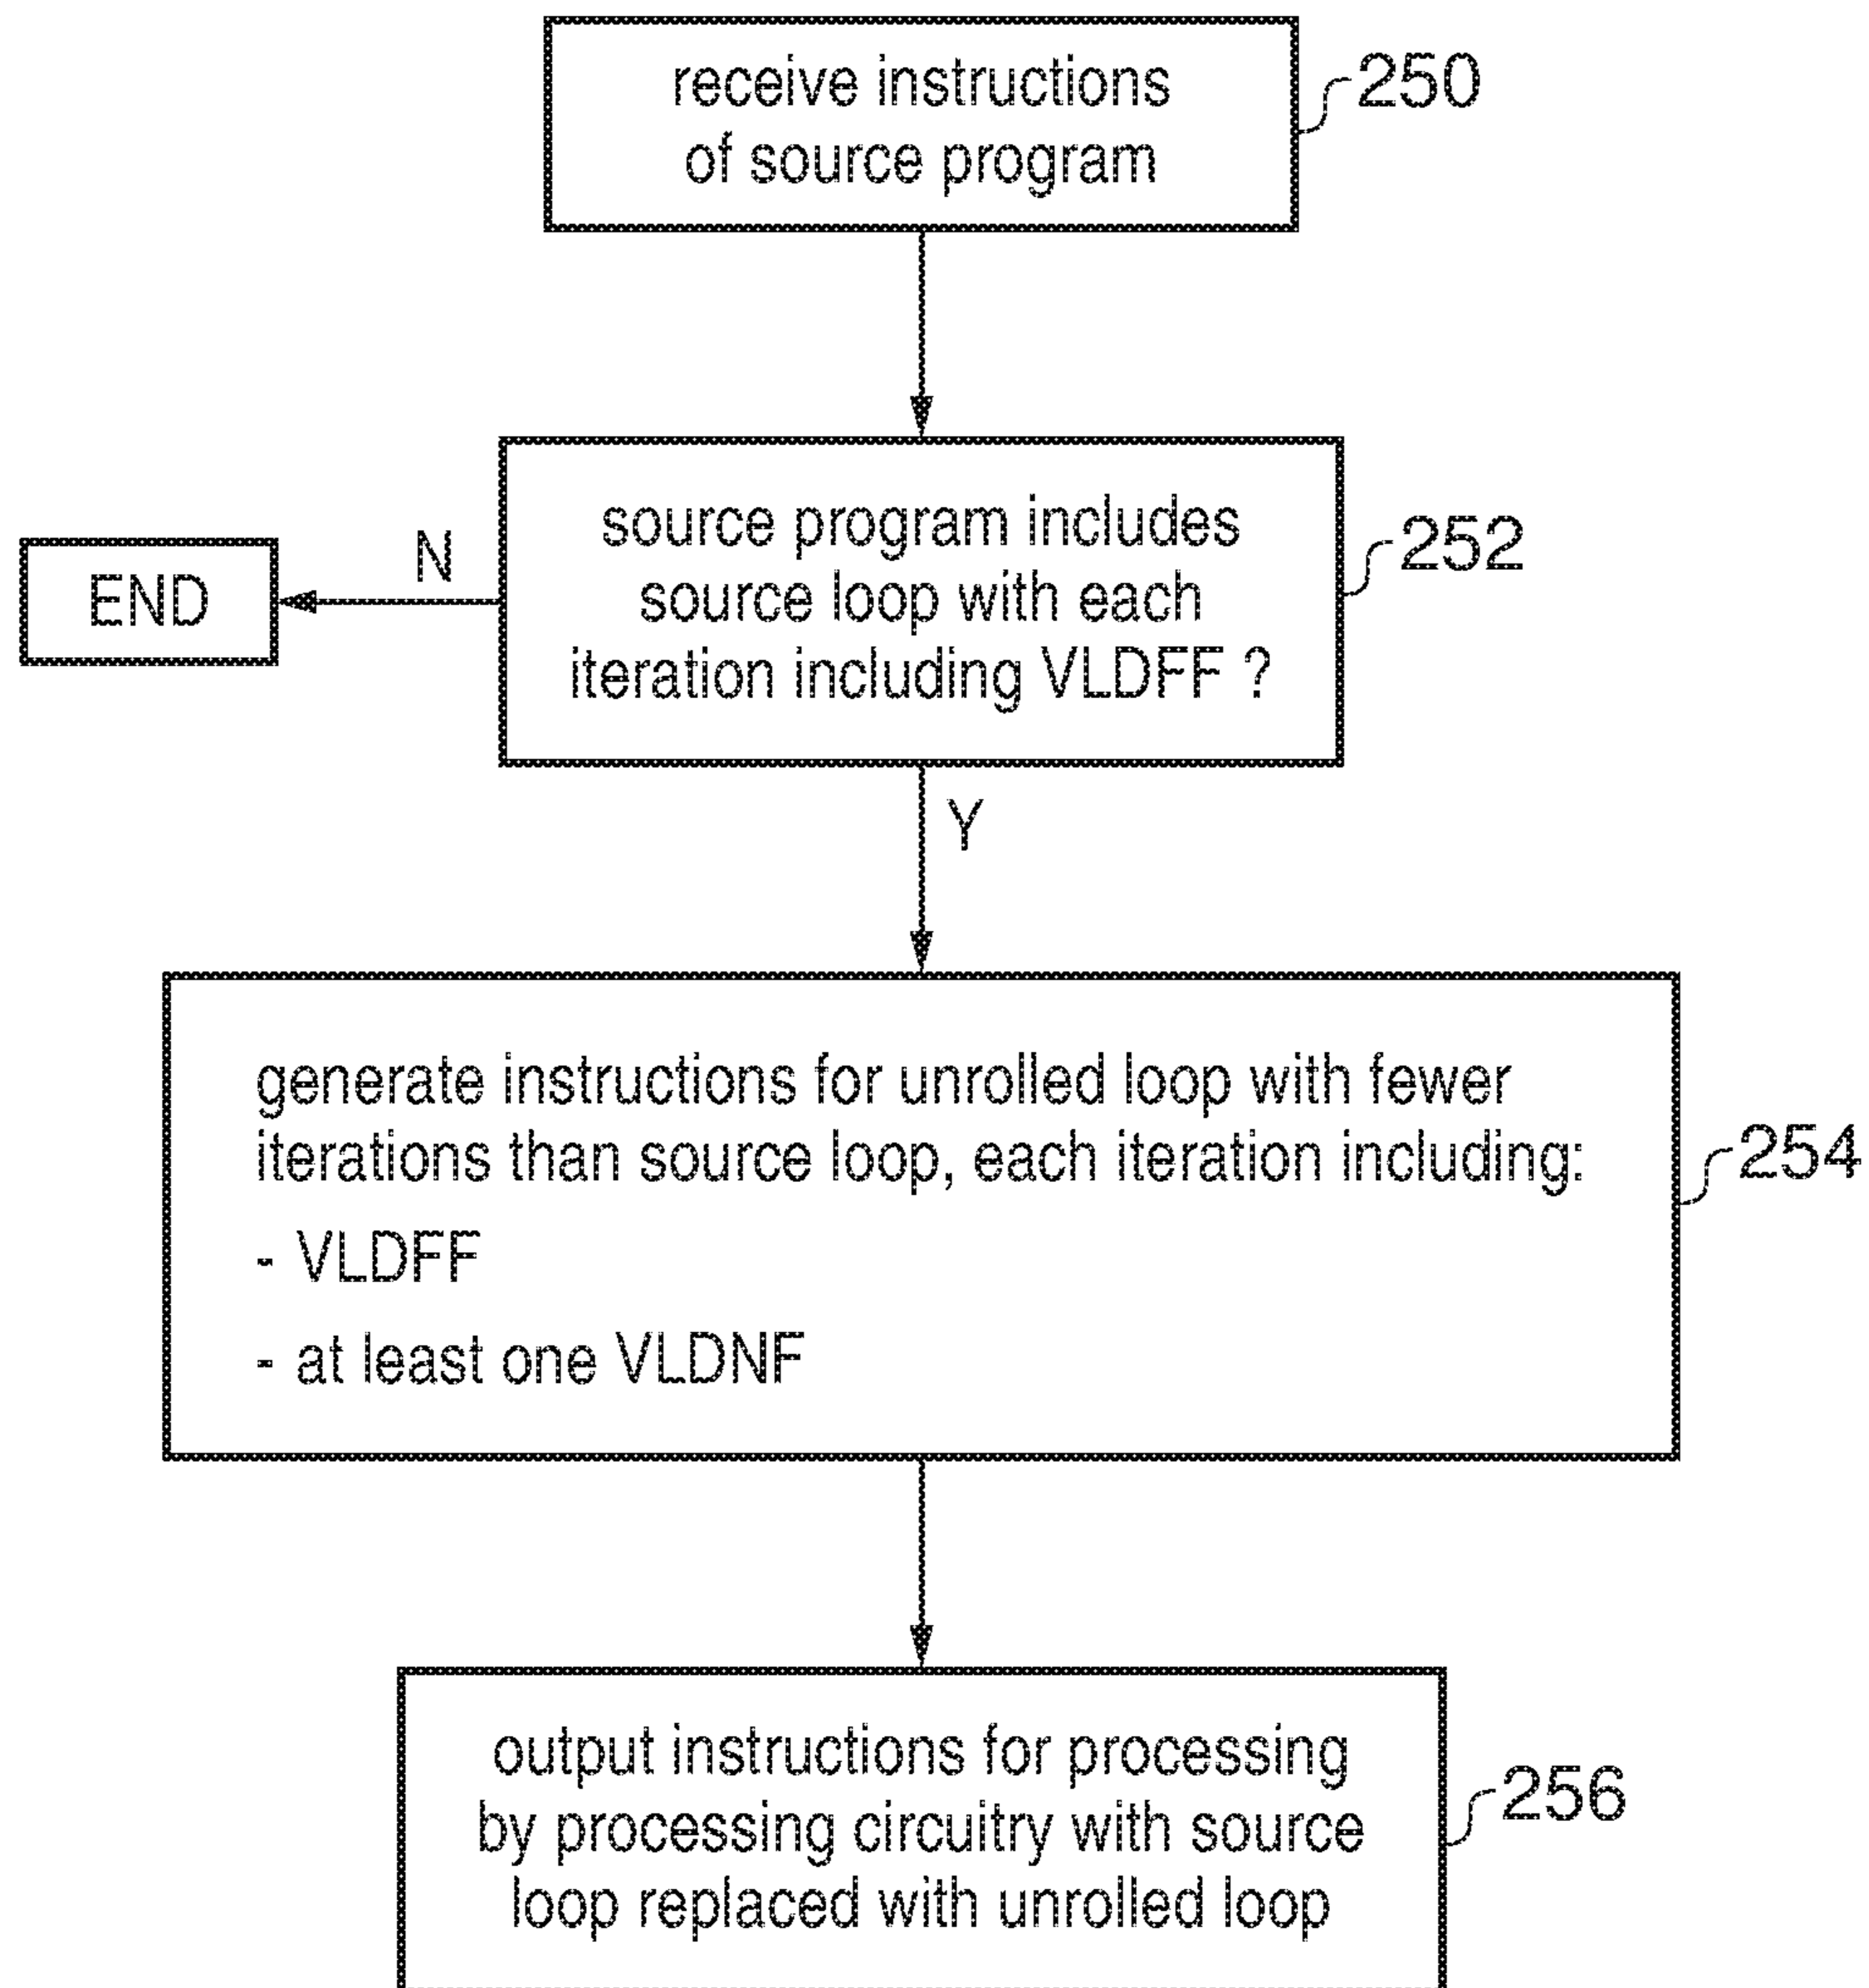 receive instructions
of source program
250
source program includes
source loop with each
iteration including VLDFF ?
252
N
END
Y
generate instructions for unrolled loop with fewer
iterations than source loop, each iteration including:
- VLDFF
- at least one VLDNF
254
output instructions for processing
by processing circuitry with source
loop replaced with unrolled loop
256